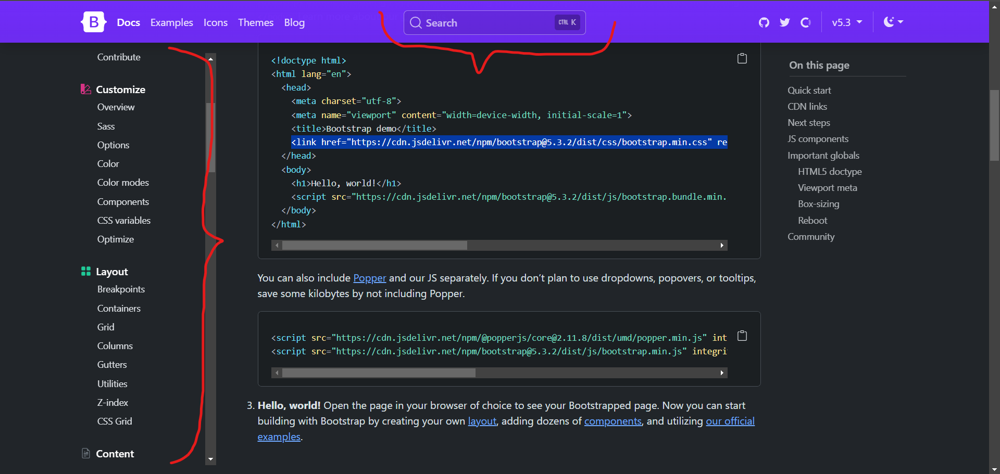 B Docs Examples Icons Themes Blog Search CTRL K v5.3
Contribute
Customize
Overview
Sass
Options
Color
Color modes
Components
CSS variables
Optimize
Layout
Breakpoints
Containers
Grid
Columns
Gutters
Utilities
Z-index
CSS Grid
Content
<!doctype html>
<html lang="en">
<head>
<meta charset="utf-8">
<meta name="viewport" content="width=device-width, initial-scale=1">
<title>Bootstrap demo</title>
<link href="https://cdn.jsdelivr.net/npm/bootstrap@5.3.2/dist/css/bootstrap.min.css" re
</head>
<body>
<h1>Hello, world!</h1>
<script src="https://cdn.jsdelivr.net/npm/bootstrap@5.3.2/dist/js/bootstrap.bundle.min.
</body>
</html>
You can also include Popper and our JS separately. If you don’t plan to use dropdowns, popovers, or tooltips,
save some kilobytes by not including Popper.
<script src="https://cdn.jsdelivr.net/npm/@popperjs/core@2.11.8/dist/umd/popper.min.js" int
<script src="https://cdn.jsdelivr.net/npm/bootstrap@5.3.2/dist/js/bootstrap.min.js" integri
3. Hello, world! Open the page in your browser of choice to see your Bootstrapped page. Now you can start
building with Bootstrap by creating your own layout, adding dozens of components, and utilizing our official
examples.
On this page
Quick start
CDN links
Next steps
JS components
Important globals
HTML5 doctype
Viewport meta
Box-sizing
Reboot
Community